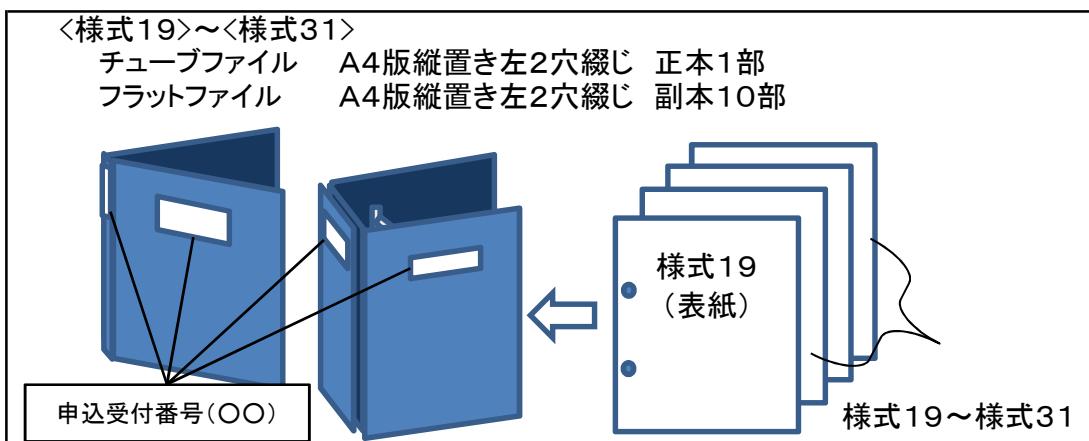 <様式19>～<様式31>
チューブファイル　A4版縦置き左2穴綴じ　正本1部
フラットファイル　A4版縦置き左2穴綴じ　副本10部
様式19
（表紙）
申込受付番号(〇〇)
様式19～様式31